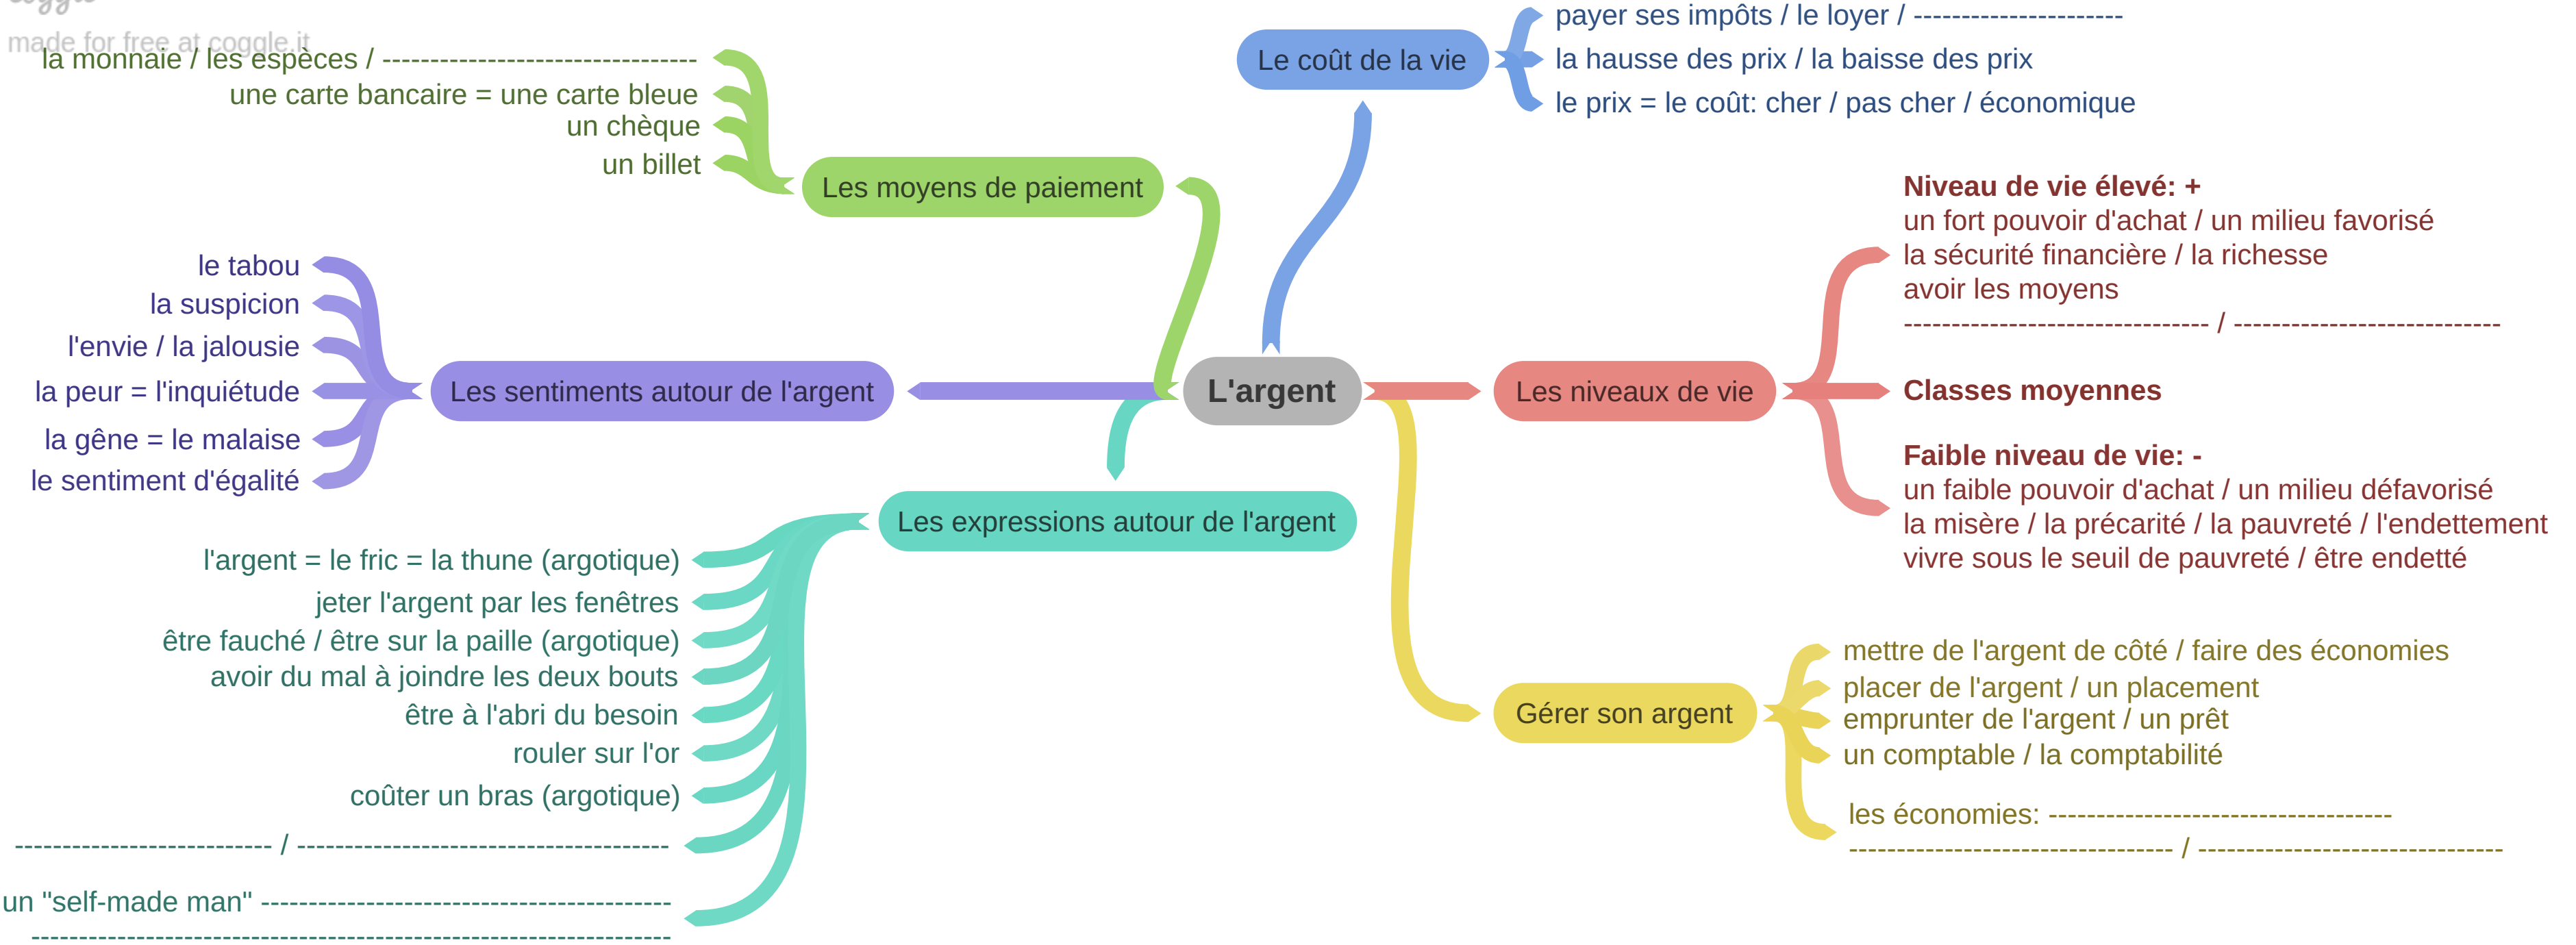 made for free at coggle.it
la monnaie / les espèces / ---------------------------------
une carte bancaire = une carte bleue
un chèque
un billet
Les moyens de paiement
Le coût de la vie
payer ses impôts / le loyer / ----------------------
la hausse des prix / la baisse des prix
le prix = le coût: cher / pas cher / économique
le tabou
la suspicion
l'envie / la jalousie
la peur = l'inquiétude
la gêne = le malaise
le sentiment d'égalité
Les sentiments autour de l'argent
L'argent
Les niveaux de vie
Niveau de vie élevé: +
un fort pouvoir d'achat / un milieu favorisé
la sécurité financière / la richesse
avoir les moyens
-------------------------------- / ----------------------------
Classes moyennes
Faible niveau de vie: -
un faible pouvoir d'achat / un milieu défavorisé
la misère / la précarité / la pauvreté / l'endettement
vivre sous le seuil de pauvreté / être endetté
Les expressions autour de l'argent
l'argent = le fric = la thune (argotique)
jeter l'argent par les fenêtres
être fauché / être sur la paille (argotique)
avoir du mal à joindre les deux bouts
être à l'abri du besoin
rouler sur l'or
coûter un bras (argotique)
--------------------------- / ---------------------------------------
un "self-made man" -------------------------------------------
-------------------------------------------------------------------
Gérer son argent
mettre de l'argent de côté / faire des économies
placer de l'argent / un placement
emprunter de l'argent / un prêt
un comptable / la comptabilité
les économies: ------------------------------------
---------------------------------- / --------------------------------